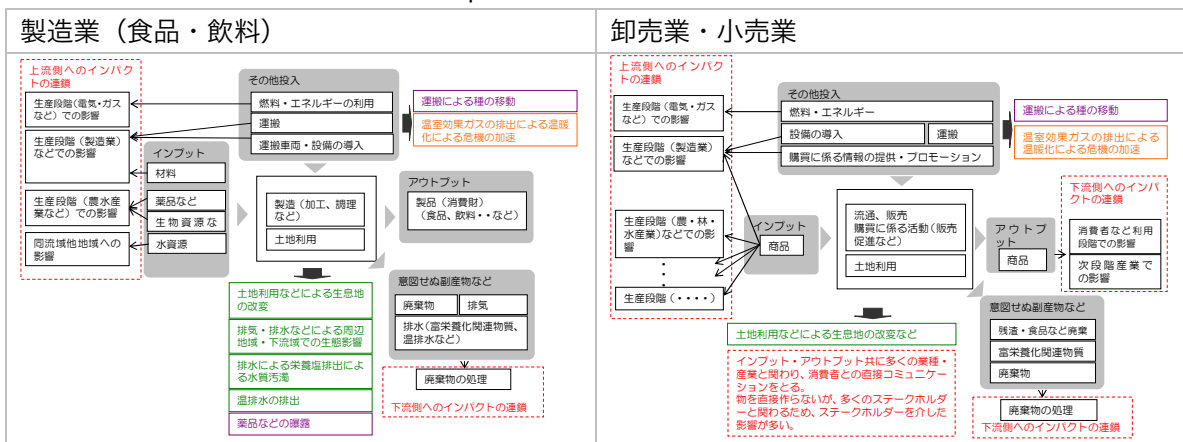 製造業（食品・飲料）
上流側へのインパク
トの連鎖
生産段階（電気・ガス
など）での影響
生産段階（製造業）
などでの影響
生産段階（農水産
業など）での影響
同流域他地域への
影響
その他投入
燃料・エネルギーの利用
運搬
運搬車両・設備の導入
運搬による種の移動
温室効果ガスの排出による温暖
化による危機の加速
インプット
材料
薬品など
生物資源な
水資源
製造（加工、調理
など）
土地利用
アウトプット
製品（消費財）
（食品、飲料・・など）
土地利用などによる生息地
の改変
排気・排水などによる周辺
地域・下流域での生態影響
排水による栄養塩排出によ
る水質汚濁
温排水の排出
薬品などの曝露
意図せぬ副産物など
廃棄物
排気
排水（富栄養化関連物質、
温排水など）
廃棄物の処理
下流側へのインパクトの連鎖
卸売業・小売業
上流側へのインパク
トの連鎖
生産段階（電気・ガス
など）での影響
生産段階（製造業）
などでの影響
生産段階（農・林・
水産業）などでの影
響
・
・
・
生産段階（・・・・）
その他投入
燃料・エネルギー
設備の導入
運搬
購買に係る情報の提供・プロモーション
運搬による種の移動
温室効果ガスの排出による
温暖化による危機の加速
インプット
商品
流通、販売
購買に係る活動（販売
促進など）
土地利用
アウトプ
ット
商品
下流側へのインパ
クトの連鎖
消費者など利用
段階での影響
次段階産業で
の影響
土地利用などによる生息地の改変など
インプット・アウトプット共に多くの業種・
産業と関わり、消費者との直接コミュニケー
ションをとる。
物を直接作らないが、多くのステークホルダ
ーと関わるため、ステークホルダーを介した
影響が多い。
意図せぬ副産物など
残渣・食品など廃棄
富栄養化関連物質
廃棄物
廃棄物の処理
下流側へのインパクトの連鎖